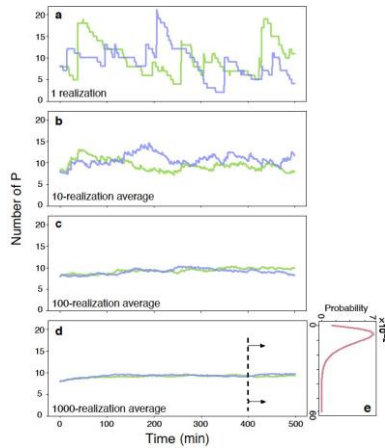 a
20
15
10
5
0
1 realization
b
20
15
10
5
0
10-realization average
c
20
15
10
5
0
100-realization average
d
20
15
10
5
0
1000-realization average
Number of P
0 100 200 300 400 500
Time (min)
Probability
0 7
0
60
e